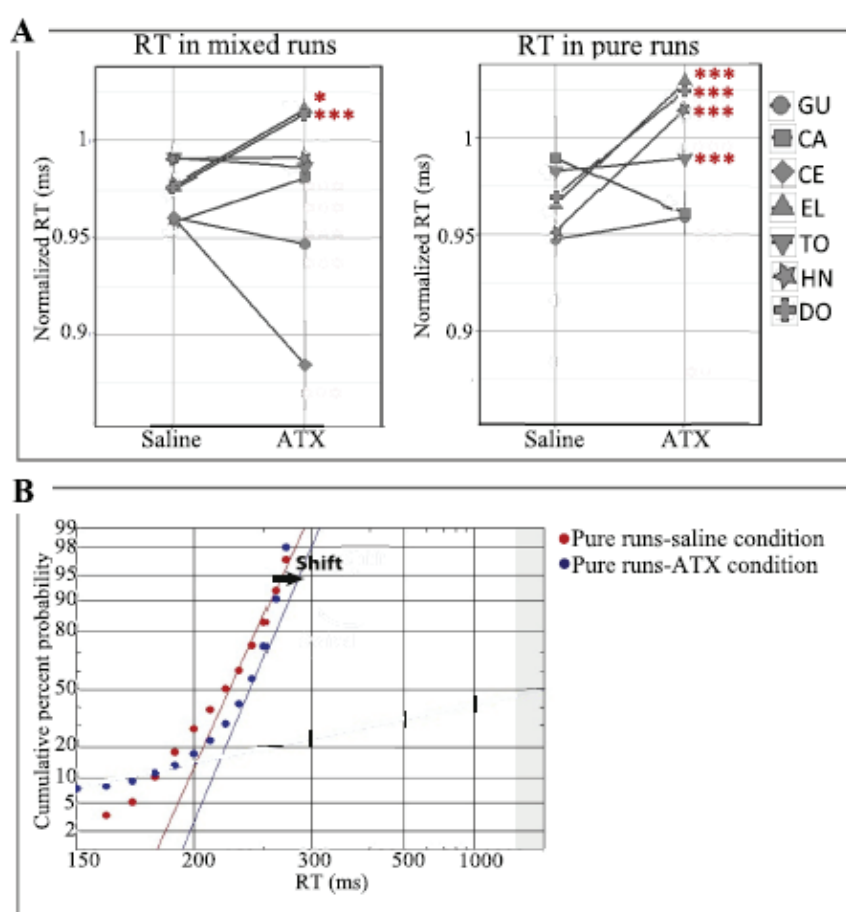 A
RT in mixed runs
RT in pure runs
Normalized RT (ms)
1
0.95
0.9
*
***
Saline
ATX
Normalized RT (ms)
1
0.95
0.9
***
***
***
***
Saline
ATX
GU
CA
CE
EL
TO
HN
DO
B
Cumulative percent probability
99
98
95
90
80
50
20
10
5
2
Shift
150
200
300
500
1000
RT (ms)
Pure runs-saline condition
Pure runs-ATX condition